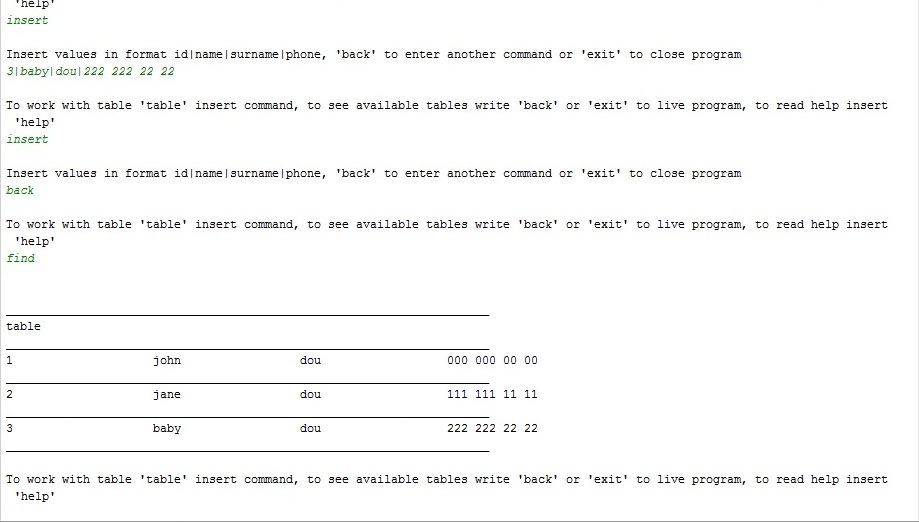 'help'
insert
Insert values in format id|name|surname|phone, 'back' to enter another command or 'exit' to close program
3|baby|dou|222 222 22 22
To work with table 'table' insert command, to see available tables write 'back' or 'exit' to live program, to read help insert
'help'
insert
Insert values in format id|name|surname|phone, 'back' to enter another command or 'exit' to close program
back
To work with table 'table' insert command, to see available tables write 'back' or 'exit' to live program, to read help insert
'help'
find
table
1 john dou 000 000 00 00
2 jane dou 111 111 11 11
3 baby dou 222 222 22 22
To work with table 'table' insert command, to see available tables write 'back' or 'exit' to live program, to read help insert
'help'